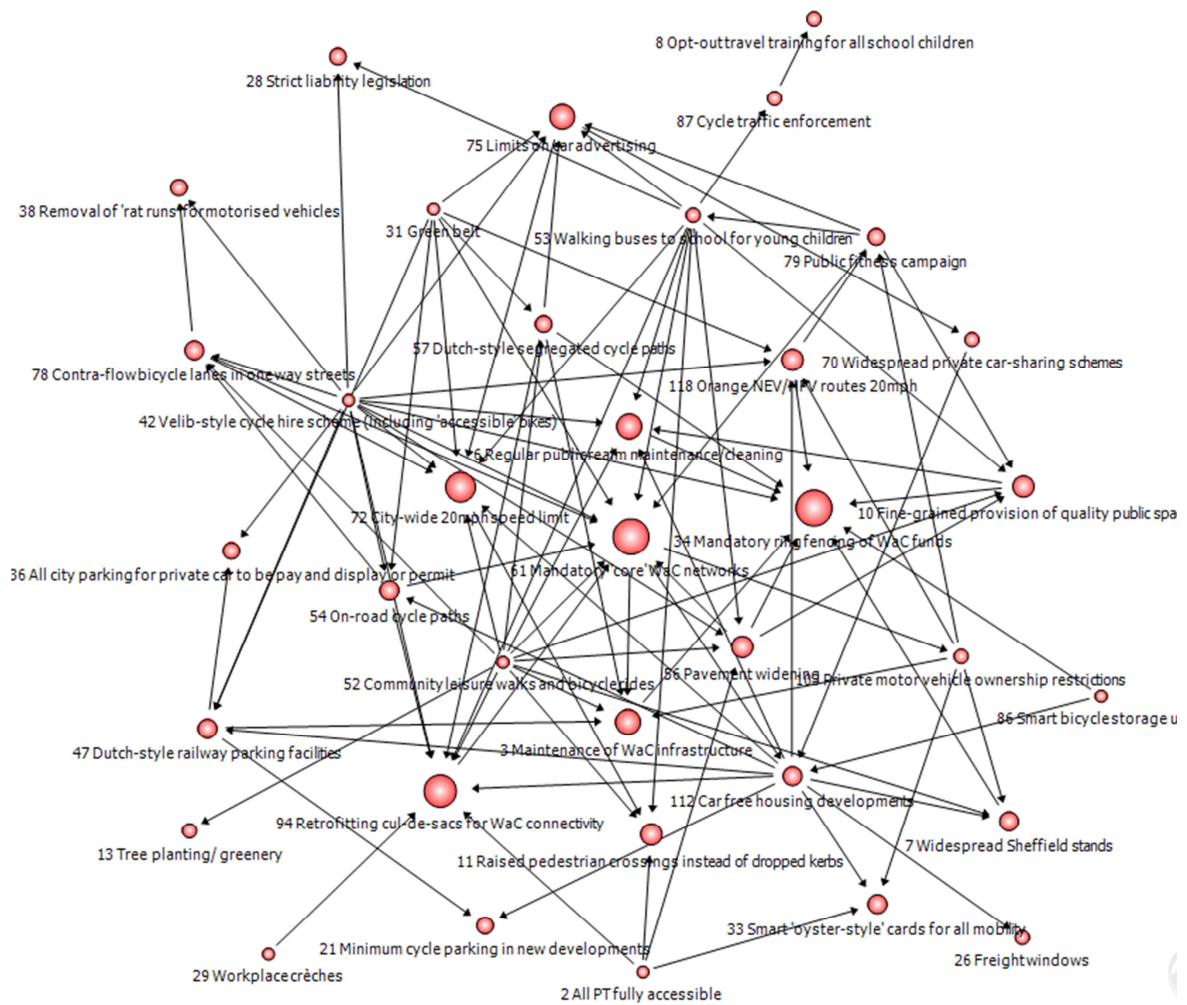 8 Opt-out travel training for all school children
28 Strict liability legislation
87 Cycle traffic enforcement
75 Limits on car advertising
38 Removal of 'rat runs' for motorised vehicles
31 Green belt
53 Walking buses to school for young children
79 Public fitness campaign
57 Dutch-style segregated cycle paths
70 Widespread private car-sharing schemes
78 Contra-flow bicycle lanes in one way streets
118 Orange NEV/HPV routes 20mph
42 Velib-style cycle hire scheme (including 'accessible' bikes)
6 Regular public realm maintenance/cleaning
72 City-wide 20mph speed limit
10 Fine-grained provision of quality public spa
34 Mandatory ring fencing of WaC funds
61 Mandatory 'core' WaC networks
36 All city parking for private car to be pay and display or permit
54 On-road cycle paths
56 Pavement widening
105 Private motor vehicle ownership restrictions
52 Community leisure walks and bicycle rides
86 Smart bicycle storage u
47 Dutch-style railway parking facilities
3 Maintenance of WaC infrastructure
112 Car free housing developments
94 Retrofitting cul-de-sacs for WaC connectivity
7 Widespread Sheffield stands
13 Tree planting/ greenery
11 Raised pedestrian crossings instead of dropped kerbs
33 Smart 'oyster-style' cards for all mobility
21 Minimum cycle parking in new developments
26 Freight windows
29 Workplace crèches
2 All PT fully accessible